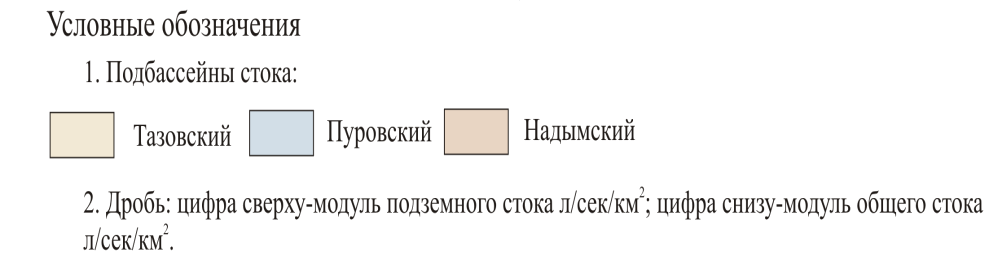 Условные обозначения
1. Подбассейны стока:
Тазовский Пуровский Надымский
2. Дробь: цифра сверху-модуль подземного стока л/сек/км²; цифра снизу-модуль общего стока
л/сек/км².